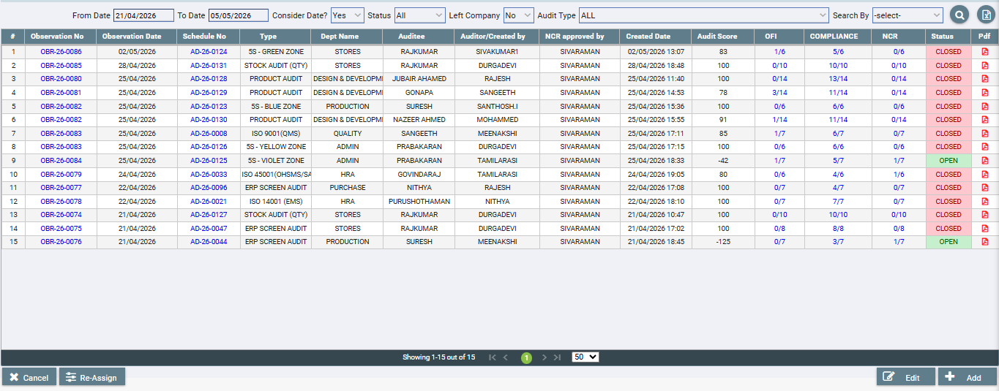 From Date 21/04/2026 To Date 05/05/2026 Consider Date? Yes Status All Left Company No Audit Type ALL Search By -select-
# Observation No Observation Date Schedule No Type Dept Name Auditee Auditor/Created by NCR approved by Created Date Audit Score OFI COMPLIANCE NCR Status Pdf
1 OBR-26-0086 02/05/2026 AD-26-0124 5S - GREEN ZONE STORES RAJKUMAR SIVAKUMAR1 SIVARAMAN 02/05/2026 13:07 83 1/6 5/6 0/6 CLOSED
2 OBR-26-0085 28/04/2026 AD-26-0131 STOCK AUDIT (QTY) STORES RAJKUMAR DURGADEVI SIVARAMAN 28/04/2026 18:48 100 0/10 10/10 0/10 CLOSED
3 OBR-26-0080 25/04/2026 AD-26-0128 PRODUCT AUDIT DESIGN & DEVELOPM JUBAIR AHAMED RAJESH SIVARAMAN 25/04/2026 11:40 100 0/14 13/14 0/14 CLOSED
4 OBR-26-0081 25/04/2026 AD-26-0129 PRODUCT AUDIT DESIGN & DEVELOPM GONAPA SANGEETH SIVARAMAN 25/04/2026 14:53 78 3/14 11/14 0/14 CLOSED
5 OBR-26-0082 25/04/2026 AD-26-0123 5S - BLUE ZONE PRODUCTION SURESH SANTHOSH.I SIVARAMAN 25/04/2026 15:36 100 0/6 6/6 0/6 CLOSED
6 OBR-26-0082 25/04/2026 AD-26-0130 PRODUCT AUDIT DESIGN & DEVELOPM NAZEER AHMED MOHAMMED SIVARAMAN 25/04/2026 15:55 91 1/14 11/14 0/14 CLOSED
7 OBR-26-0083 25/04/2026 AD-26-0008 ISO 9001(QMS) QUALITY SANGEETH MEENAKSHI SIVARAMAN 25/04/2026 17:11 85 1/7 6/7 0/7 CLOSED
8 OBR-26-0083 25/04/2026 AD-26-0126 5S - YELLOW ZONE ADMIN PRABAKARAN DURGADEVI SIVARAMAN 25/04/2026 17:15 100 0/6 6/6 0/6 CLOSED
9 OBR-26-0084 25/04/2026 AD-26-0125 5S - VIOLET ZONE ADMIN PRABAKARAN TAMILARASI SIVARAMAN 25/04/2026 18:33 -42 1/7 5/7 1/7 OPEN
10 OBR-26-0079 24/04/2026 AD-26-0033 ISO 45001(OHSMS/SA HRA GOVINDARAJ TAMILARASI SIVARAMAN 24/04/2026 19:05 80 0/6 4/6 1/6 CLOSED
11 OBR-26-0077 22/04/2026 AD-26-0096 ERP SCREEN AUDIT PURCHASE NITHYA RAJESH SIVARAMAN 22/04/2026 17:08 100 0/7 4/7 0/7 CLOSED
12 OBR-26-0078 22/04/2026 AD-26-0021 ISO 14001 (EMS) HRA PURUSHOTHAMAN NITHYA SIVARAMAN 22/04/2026 18:10 100 0/7 7/7 0/7 CLOSED
13 OBR-26-0074 21/04/2026 AD-26-0127 STOCK AUDIT (QTY) STORES RAJKUMAR DURGADEVI SIVARAMAN 21/04/2026 10:47 100 0/10 10/10 0/10 CLOSED
14 OBR-26-0075 21/04/2026 AD-26-0047 ERP SCREEN AUDIT STORES RAJKUMAR DURGADEVI SIVARAMAN 21/04/2026 17:02 100 0/8 8/8 0/8 CLOSED
15 OBR-26-0076 21/04/2026 AD-26-0044 ERP SCREEN AUDIT PRODUCTION SURESH MEENAKSHI SIVARAMAN 21/04/2026 18:45 -125 0/7 3/7 1/7 OPEN
Showing 1-15 out of 15 1 50
Cancel Re-Assign Edit Add